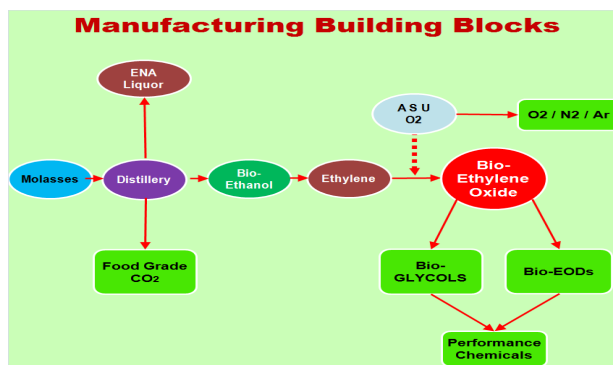 Manufacturing Building Blocks
ENA
Liquor
A S U
O2
O2 / N2 / Ar
Molasses
Distillery
Bio-
Ethanol
Ethylene
Bio-
Ethylene
Oxide
Food Grade
CO2
Bio-
GLYCOLS
Bio-EODs
Performance
Chemicals